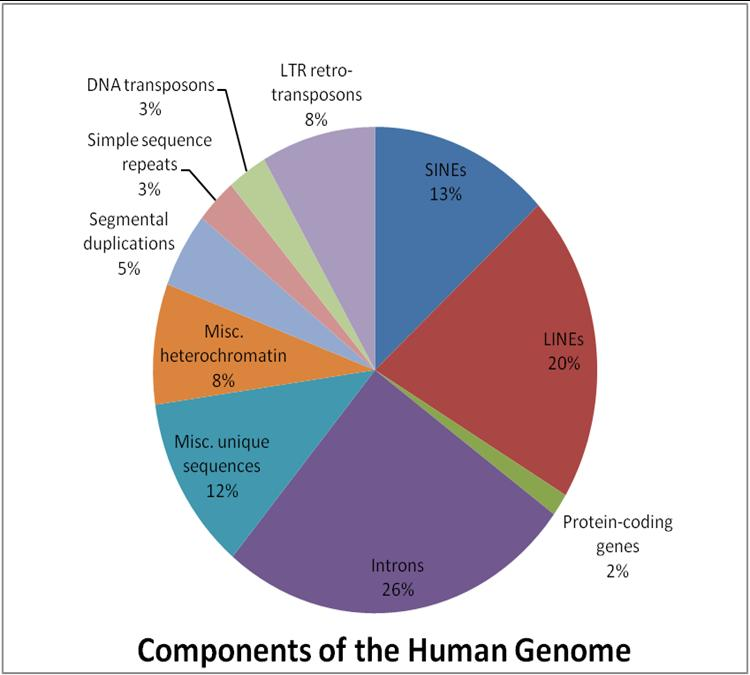 LTR retro-
transposons
8%
DNA transposons
3%
Simple sequence
repeats
3%
Segmental
duplications
5%
SINEs
13%
LINEs
20%
Misc.
heterochromatin
8%
Misc. unique
sequences
12%
Protein-coding
genes
2%
Introns
26%
Components of the Human Genome